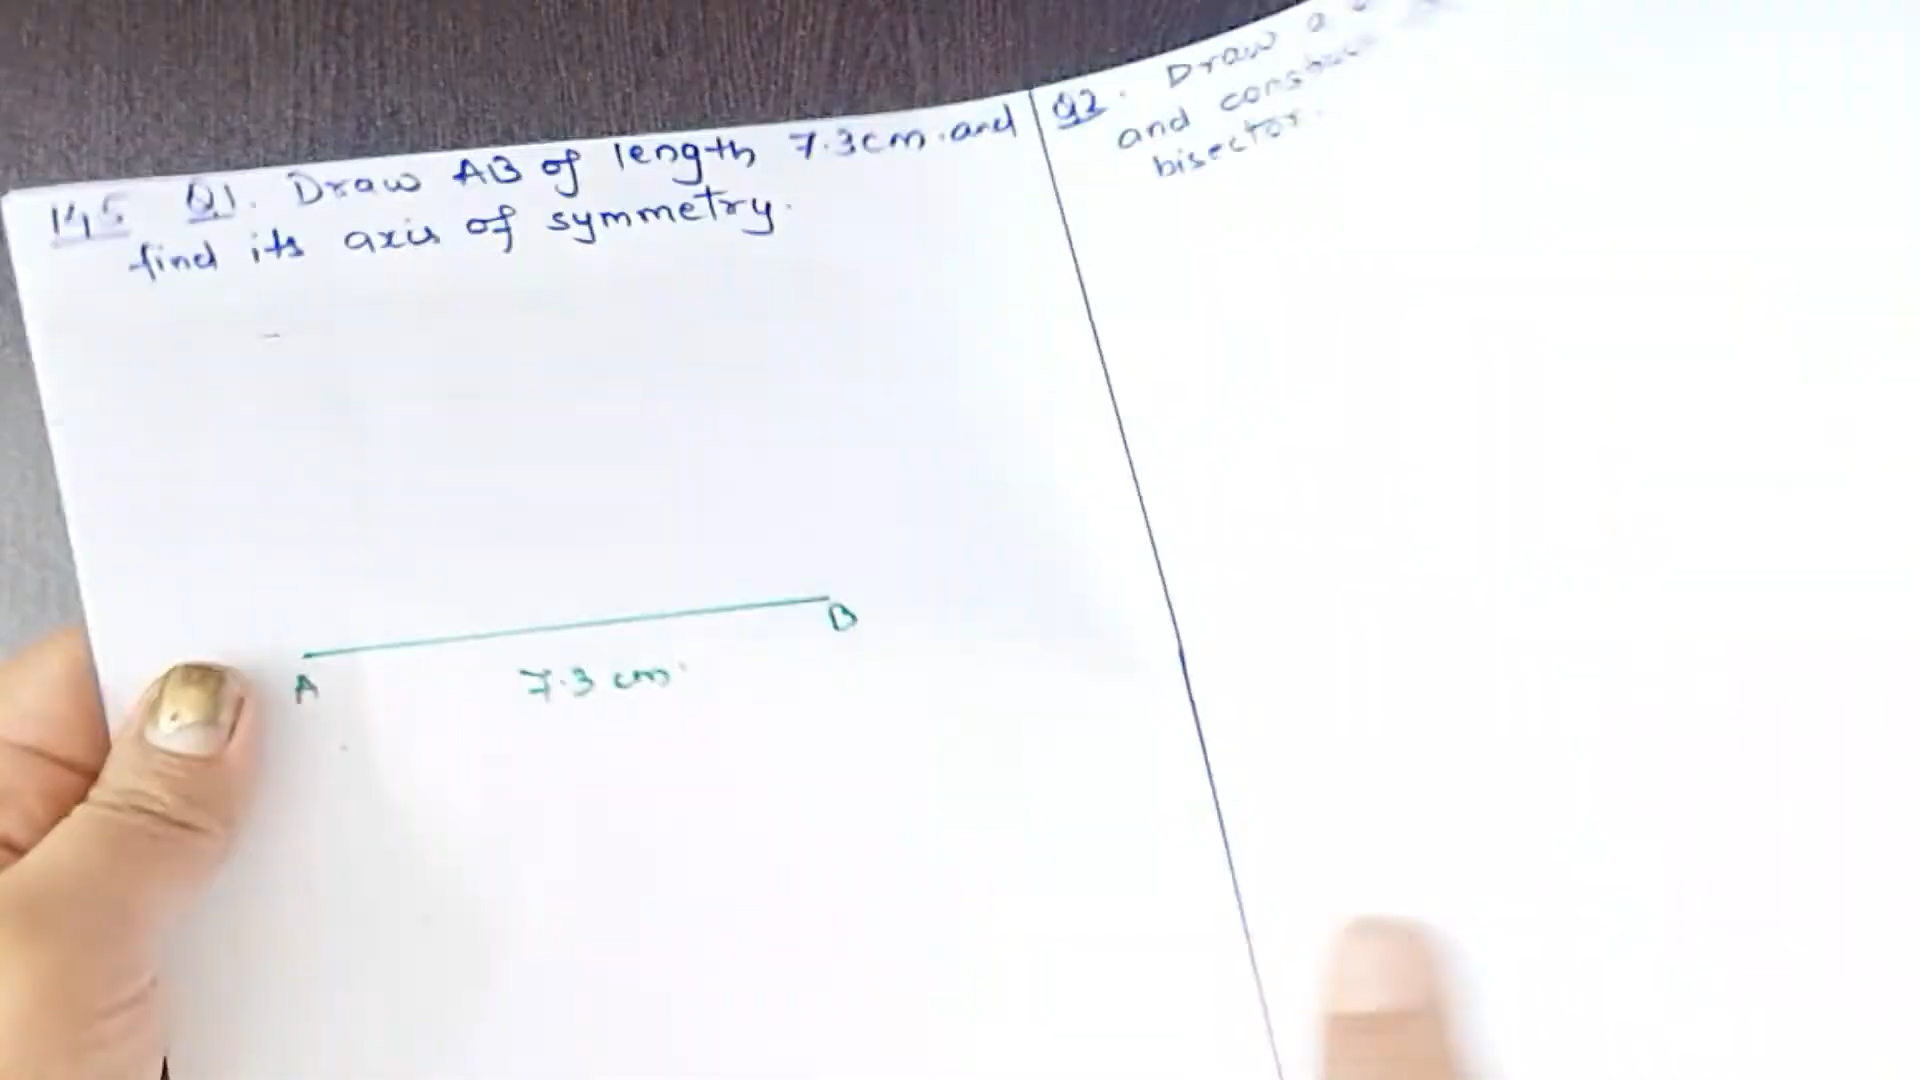 14.5 Q1. Draw AB of length 7.3cm. and
find its axis of symmetry.
Q2. Draw a
and construct
bisector.
A
B
7.3 cm.